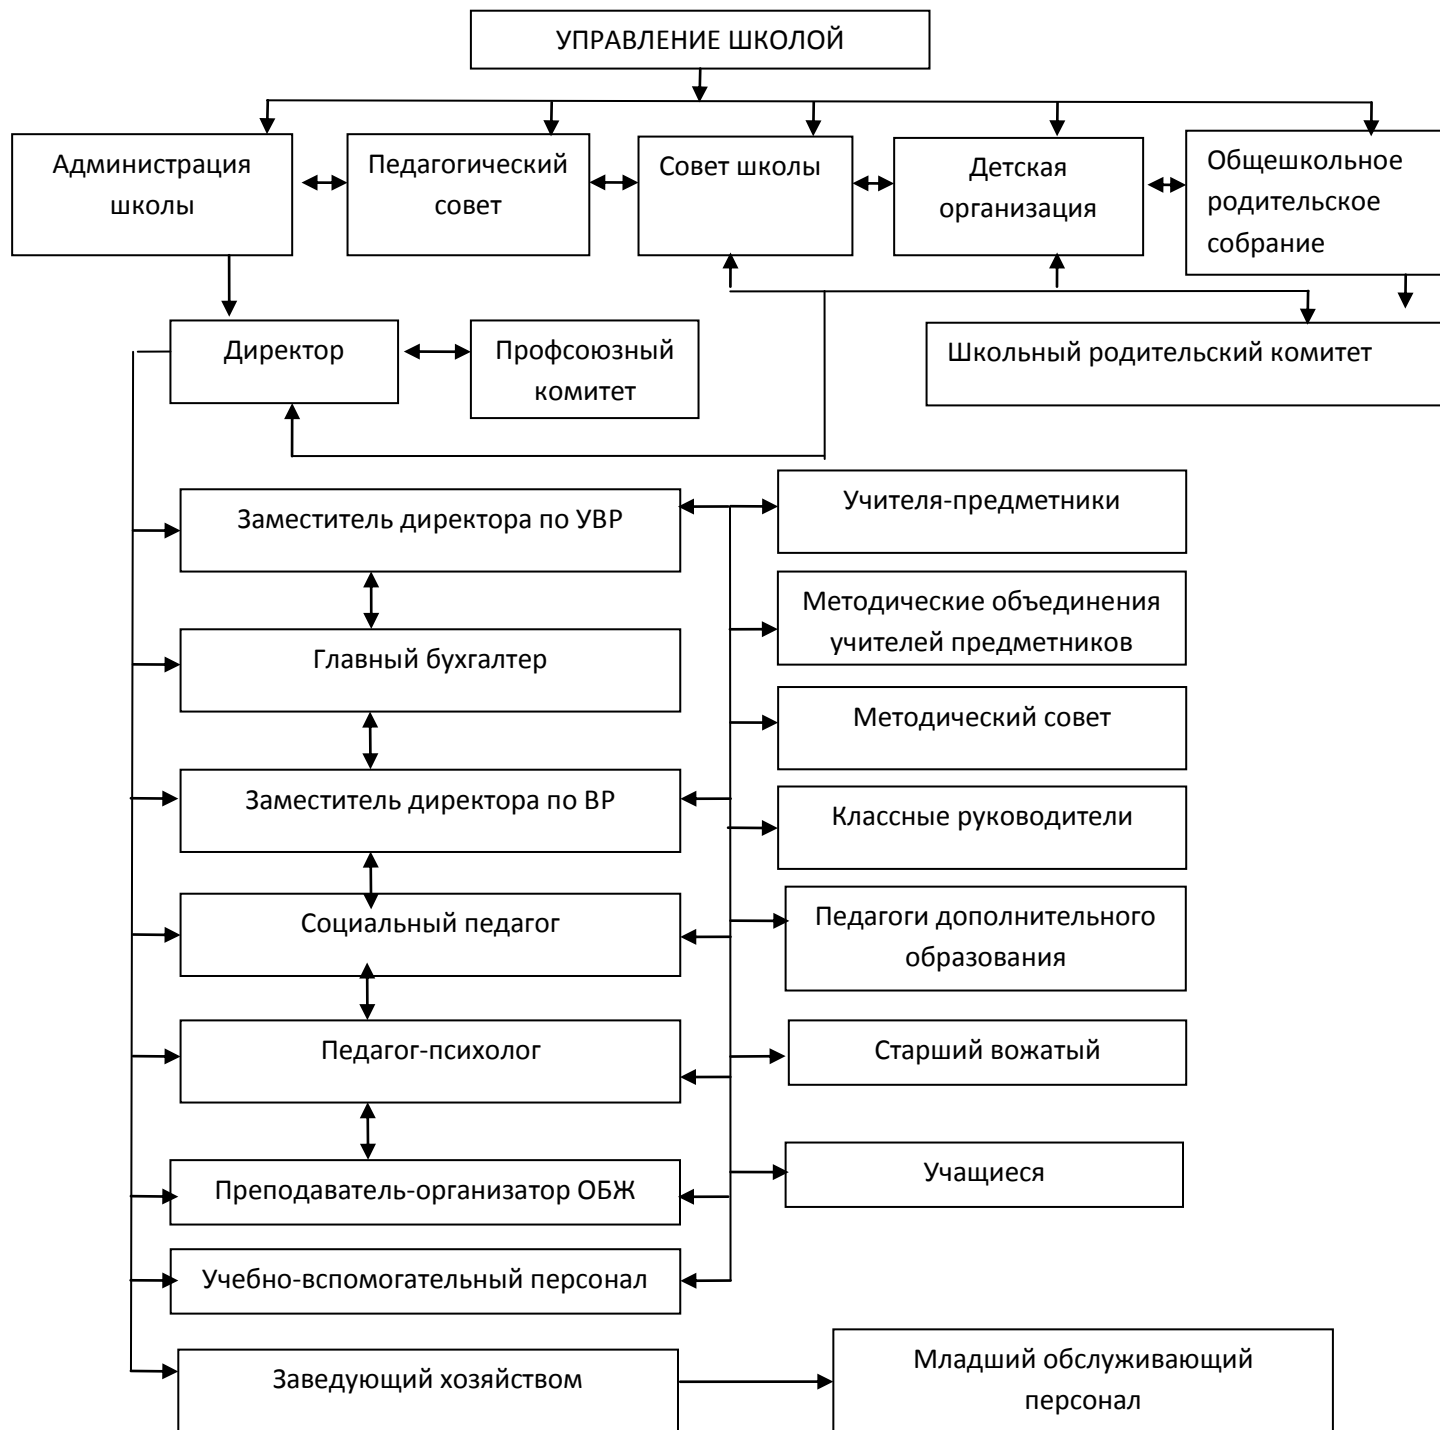 УПРАВЛЕНИЕ ШКОЛОЙ
Администрация
школы
Педагогический
совет
Совет школы
Детская
организация
Общешкольное
родительское
собрание
Директор
Профсоюзный
комитет
Школьный родительский комитет
Заместитель директора по УВР
Учителя-предметники
Методические объединения
учителей предметников
Главный бухгалтер
Методический совет
Заместитель директора по ВР
Классные руководители
Социальный педагог
Педагоги дополнительного
образования
Педагог-психолог
Старший вожатый
Преподаватель-организатор ОБЖ
Учащиеся
Учебно-вспомогательный персонал
Заведующий хозяйством
Младший обслуживающий
персонал